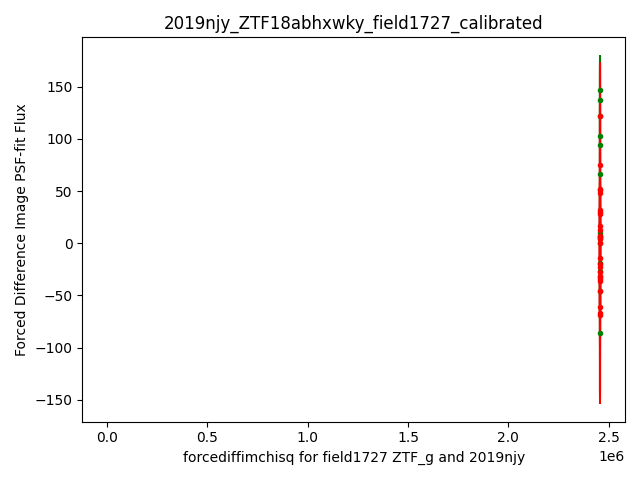 2019njy_ZTF18abhxwky_field1727_calibrated
Forced Difference Image PSF-fit Flux
150
100
50
0
−50
−100
−150
0.0 0.5 1.0 1.5 2.0 2.5
1e6
forcediffimchisq for field1727 ZTF_g and 2019njy